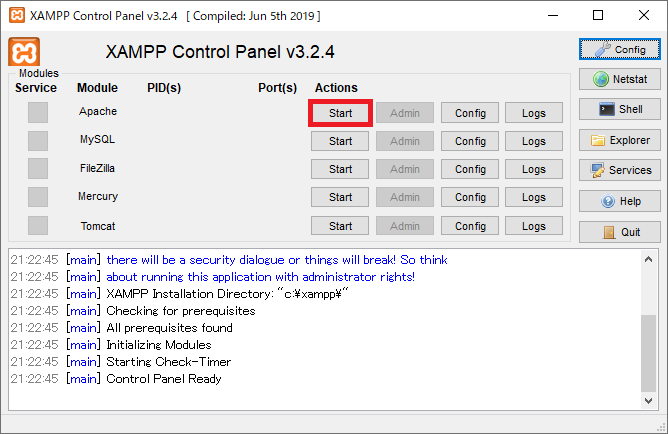 XAMPP Control Panel v3.2.4 [ Compiled: Jun 5th 2019 ]
XAMPP Control Panel v3.2.4
Config
Modules
Service Module PID(s) Port(s) Actions
Netstat
Apache Start Admin Config Logs
Shell
MySQL Start Admin Config Logs
Explorer
FileZilla Start Admin Config Logs
Services
Mercury Start Admin Config Logs
Help
Tomcat Start Admin Config Logs
Quit
21:22:45 [main] there will be a security dialogue or things will break! So think
21:22:45 [main] about running this application with administrator rights!
21:22:45 [main] XAMPP Installation Directory: "c:¥xampp¥"
21:22:45 [main] Checking for prerequisites
21:22:45 [main] All prerequisites found
21:22:45 [main] Initializing Modules
21:22:45 [main] Starting Check-Timer
21:22:45 [main] Control Panel Ready